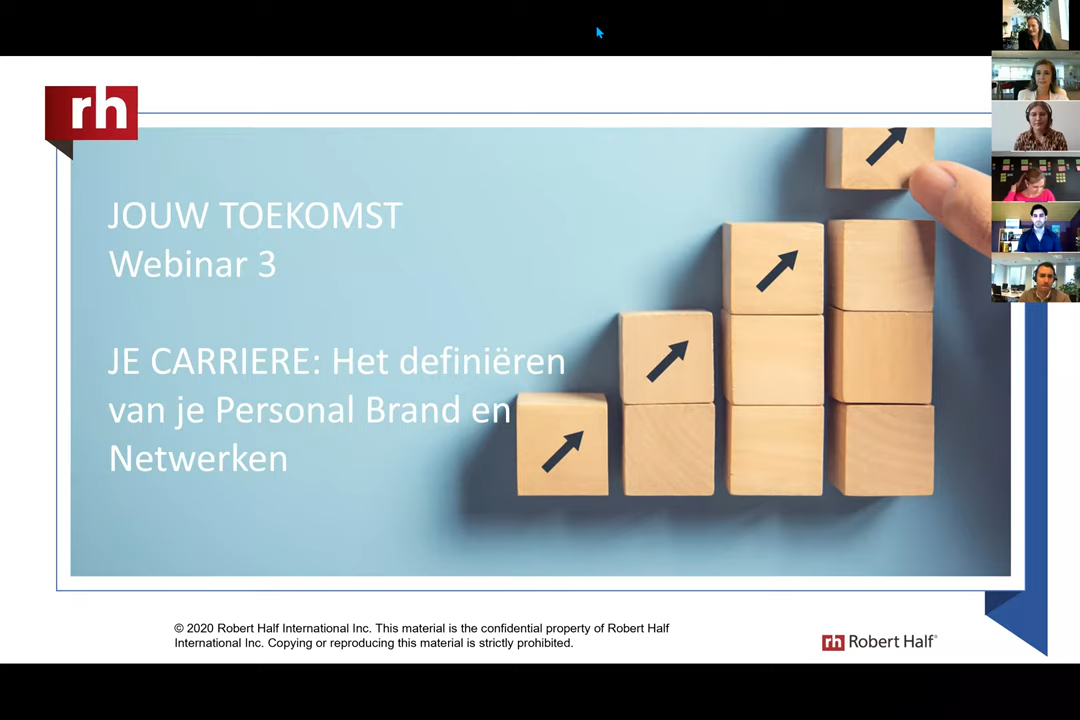 rh
JOUW TOEKOMST
Webinar 3
JE CARRIERE: Het definiëren
van je Personal Brand en
Netwerken
© 2020 Robert Half International Inc. This material is the confidential property of Robert Half
International Inc. Copying or reproducing this material is strictly prohibited.
rh Robert Half®